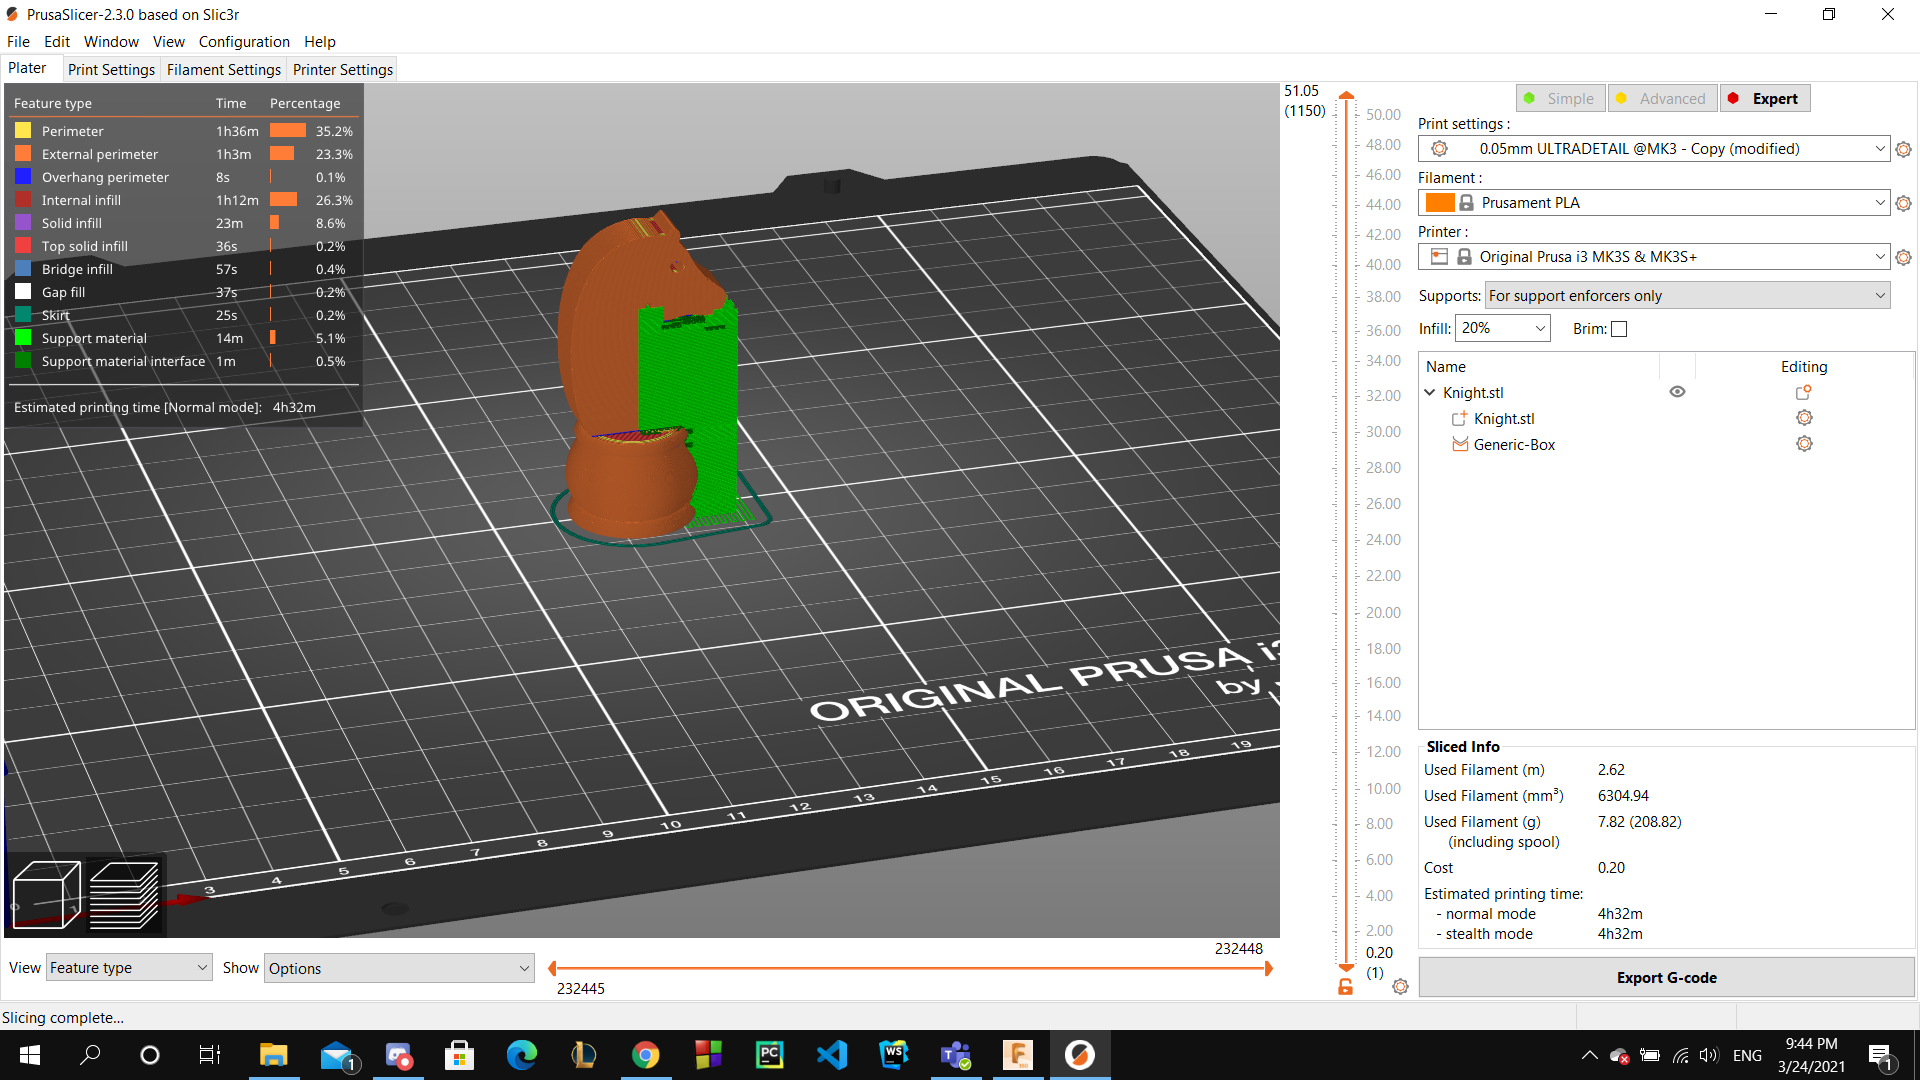 PrusaSlicer-2.3.0 based on Slic3r
File Edit Window View Configuration Help
Plater Print Settings Filament Settings Printer Settings
Feature type Time Percentage
Perimeter 1h36m 35.2%
External perimeter 1h3m 23.3%
Overhang perimeter 8s 0.1%
Internal infill 1h12m 26.3%
Solid infill 23m 8.6%
Top solid infill 36s 0.2%
Bridge infill 57s 0.4%
Gap fill 37s 0.2%
Skirt 25s 0.2%
Support material 14m 5.1%
Support material interface 1m 0.5%
Estimated printing time [Normal mode]: 4h32m
ORIGINAL PRUSA i3
by
0 1 3 4 5 6 7 8 9 10 11 12 13 14 15 16 17 18 19
51.05
(1150)
50.00
48.00
46.00
44.00
42.00
40.00
38.00
36.00
34.00
32.00
30.00
28.00
26.00
24.00
22.00
20.00
18.00
16.00
14.00
12.00
10.00
8.00
6.00
4.00
2.00
0.20
(1)
Simple Advanced Expert
Print settings :
0.05mm ULTRADETAIL @MK3 - Copy (modified)
Filament :
Prusament PLA
Printer :
Original Prusa i3 MK3S & MK3S+
Supports: For support enforcers only
Infill: 20% Brim:
Name Editing
Knight.stl
Knight.stl
Generic-Box
Sliced Info
Used Filament (m) 2.62
Used Filament (mm³) 6304.94
Used Filament (g) 7.82 (208.82)
(including spool)
Cost 0.20
Estimated printing time:
- normal mode 4h32m
- stealth mode 4h32m
Export G-code
View Feature type Show Options
232448
232445
Slicing complete...
1
PC
WS
ENG
9:44 PM
3/24/2021
1